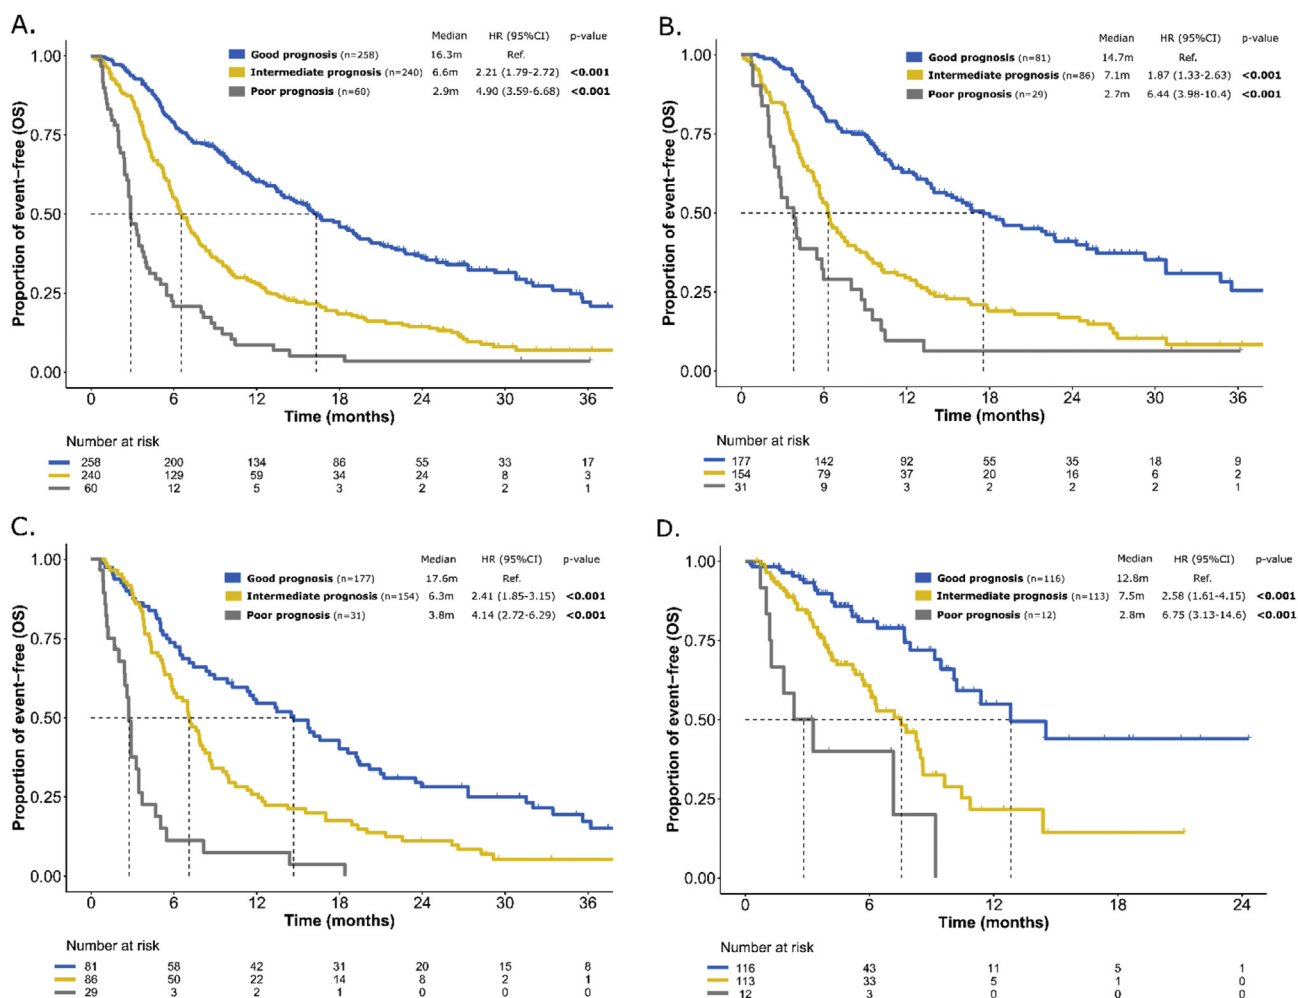 A.
Median HR (95%CI) p-value
Good prognosis (n=258) 16.3m Ref.
Intermediate prognosis (n=240) 6.6m 2.21 (1.79-2.72) <0.001
Poor prognosis (n=60) 2.9m 4.90 (3.59-6.68) <0.001
Proportion of event-free (OS)
1.00
0.75
0.50
0.25
0.00
0 6 12 18 24 30 36
Time (months)
Number at risk
258 200 134 86 55 33 17
240 129 59 34 24 8 3
60 12 5 3 2 2 1
B.
Median HR (95%CI) p-value
Good prognosis (n=81) 14.7m Ref.
Intermediate prognosis (n=86) 7.1m 1.87 (1.33-2.63) <0.001
Poor prognosis (n=29) 2.7m 6.44 (3.98-10.4) <0.001
Proportion of event-free (OS)
1.00
0.75
0.50
0.25
0.00
0 6 12 18 24 30 36
Time (months)
Number at risk
177 142 92 55 35 18 9
154 79 37 20 16 6 2
31 9 3 2 2 2 1
C.
Median HR (95%CI) p-value
Good prognosis (n=177) 17.6m Ref.
Intermediate prognosis (n=154) 6.3m 2.41 (1.85-3.15) <0.001
Poor prognosis (n=31) 3.8m 4.14 (2.72-6.29) <0.001
Proportion of event-free (OS)
1.00
0.75
0.50
0.25
0.00
0 6 12 18 24 30 36
Time (months)
Number at risk
81 58 42 31 20 15 8
86 50 22 14 8 2 1
29 3 2 1 0 0 0
D.
Median HR (95%CI) p-value
Good prognosis (n=116) 12.8m Ref.
Intermediate prognosis (n=113) 7.5m 2.58 (1.61-4.15) <0.001
Poor prognosis (n=12) 2.8m 6.75 (3.13-14.6) <0.001
Proportion of event-free (OS)
1.00
0.75
0.50
0.25
0.00
0 6 12 18 24
Time (months)
Number at risk
116 43 11 5 1
113 33 5 1 0
12 3 0 0 0